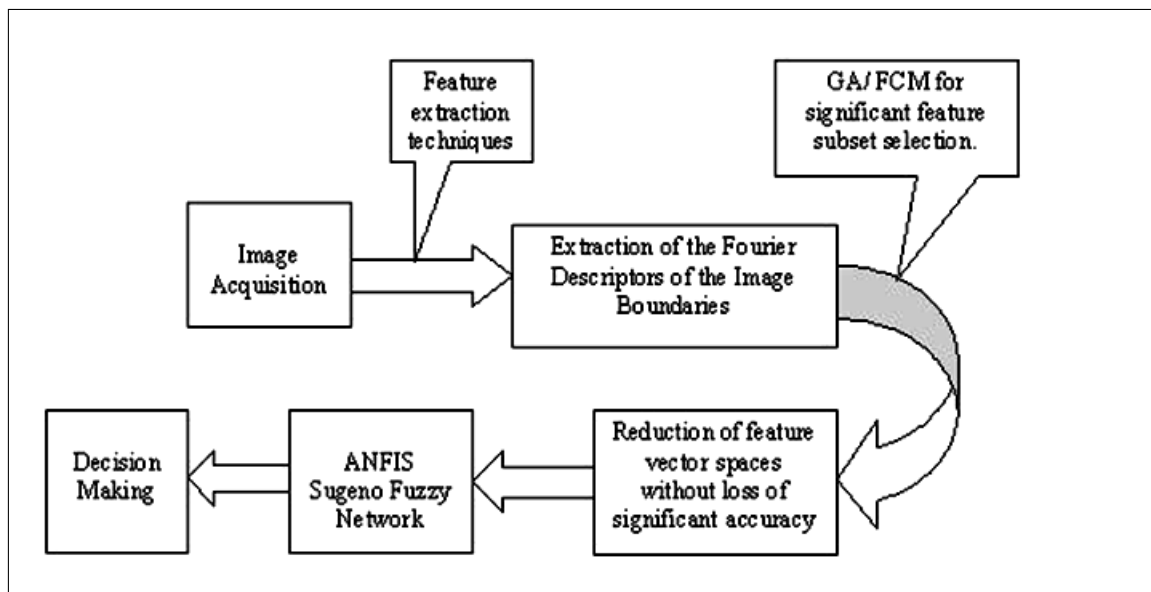 Feature
extraction
techniques
GA/ FCM for
significant feature
subset selection.
Image
Acquisition
Extraction of the Fourier
Descriptors of the Image
Boundaries
Decision
Making
ANFIS
Sugeno Fuzzy
Network
Reduction of feature
vector spaces
without loss of
significant accuracy